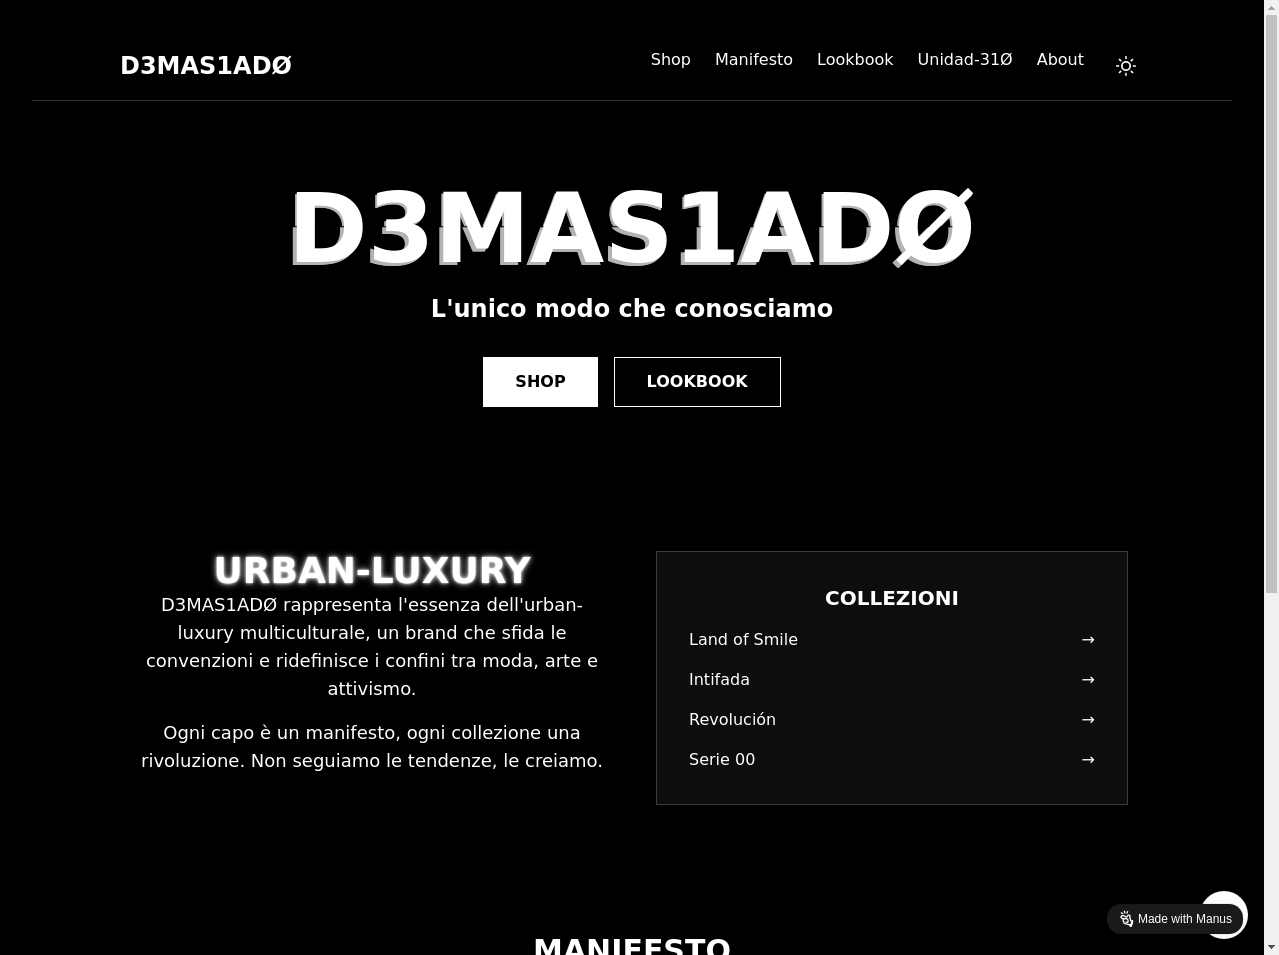 D3MAS1ADØ
Shop Manifesto Lookbook Unidad-31Ø About
D3MAS1ADØ
L'unico modo che conosciamo
SHOP LOOKBOOK
URBAN-LUXURY
D3MAS1ADØ rappresenta l'essenza dell'urban-
luxury multiculturale, un brand che sfida le
convenzioni e ridefinisce i confini tra moda, arte e
attivismo.
Ogni capo è un manifesto, ogni collezione una
rivoluzione. Non seguiamo le tendenze, le creiamo.
COLLEZIONI
Land of Smile →
Intifada →
Revolución →
Serie 00 →
MANIFESTO
Made with Manus